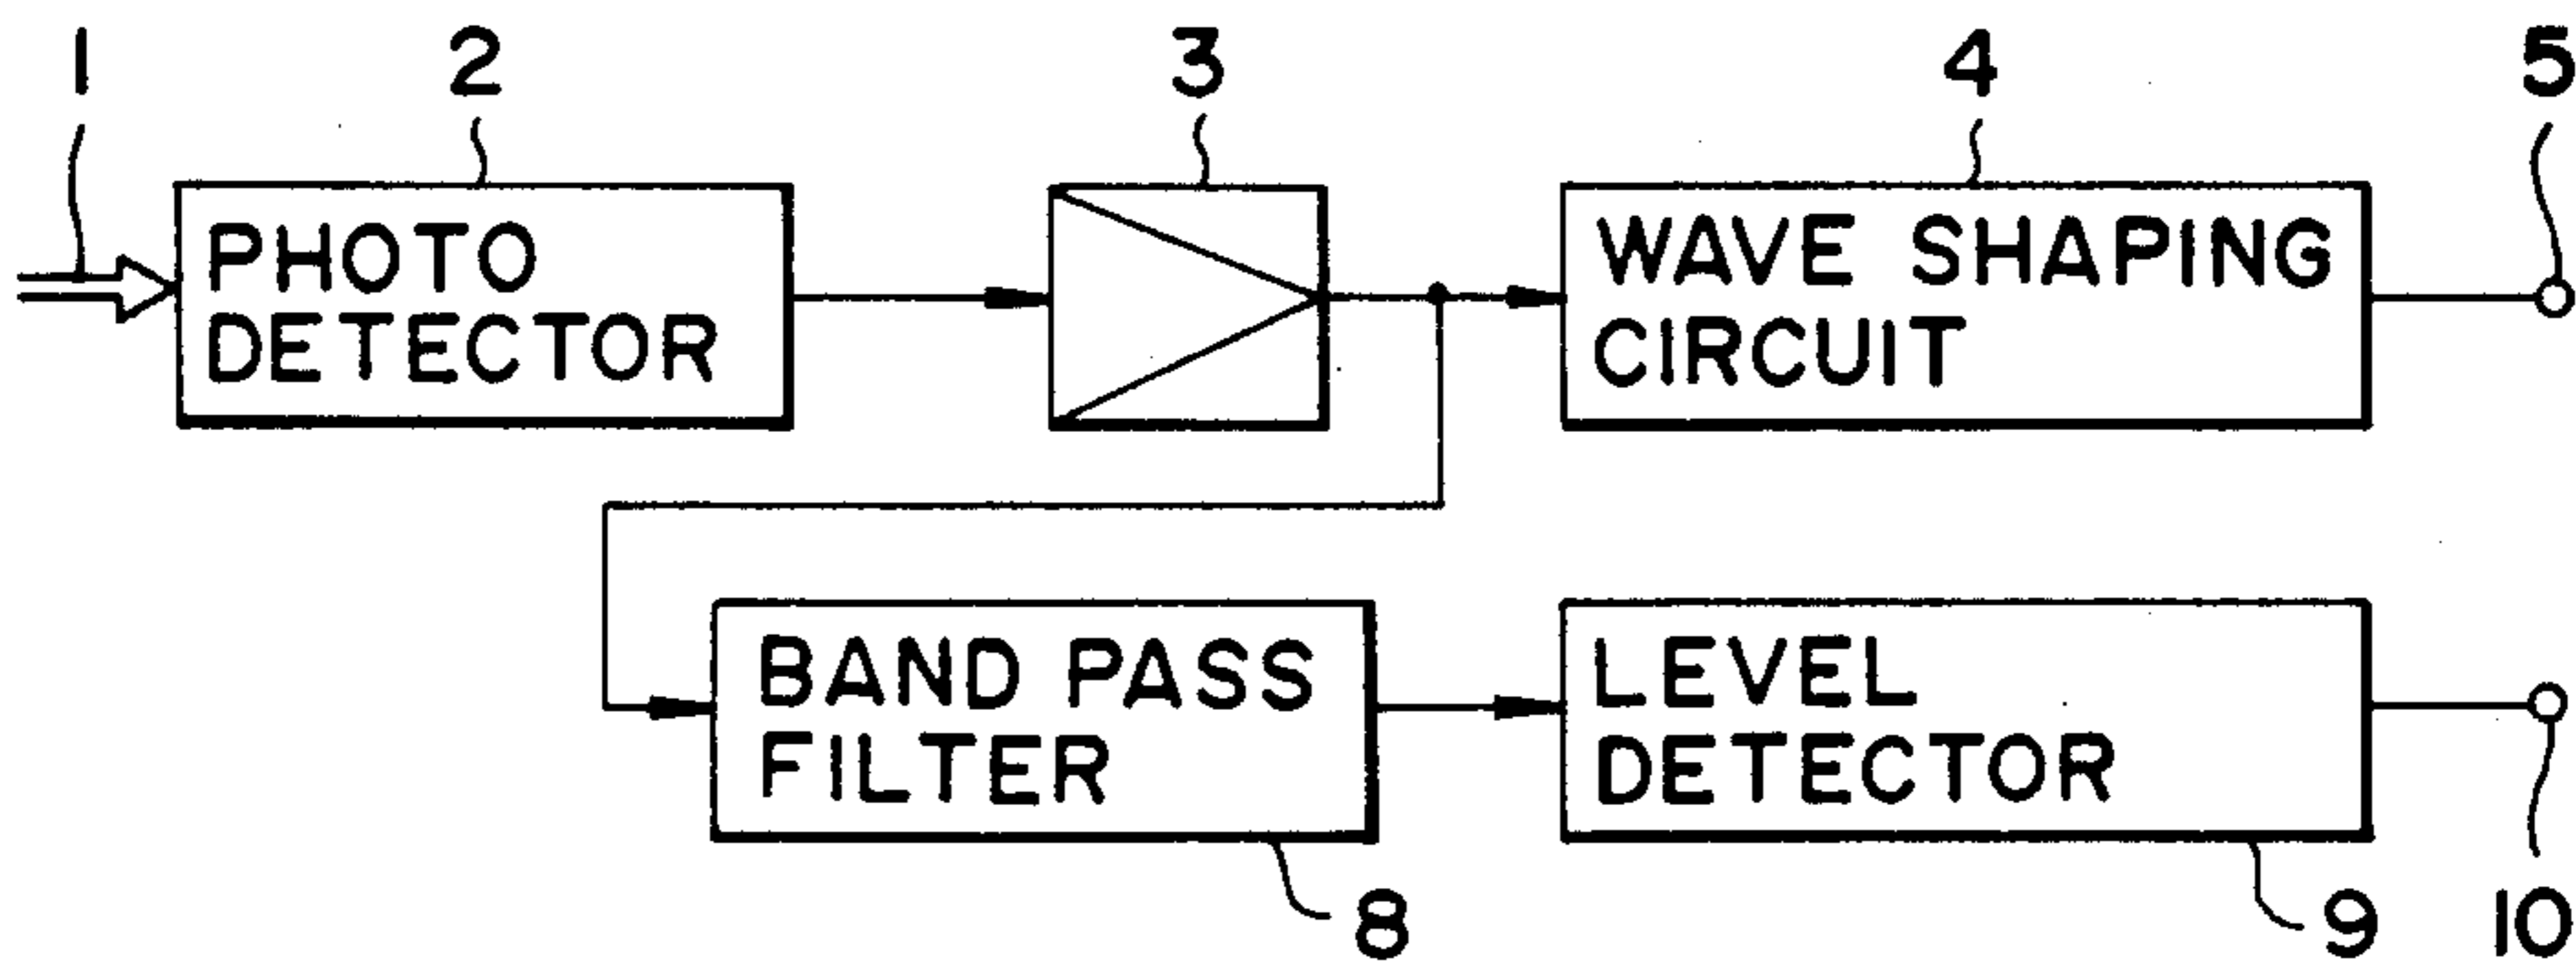 1 2 3 4 5
PHOTO
DETECTOR
WAVE SHAPING
CIRCUIT
BAND PASS
FILTER
LEVEL
DETECTOR
8 9 10